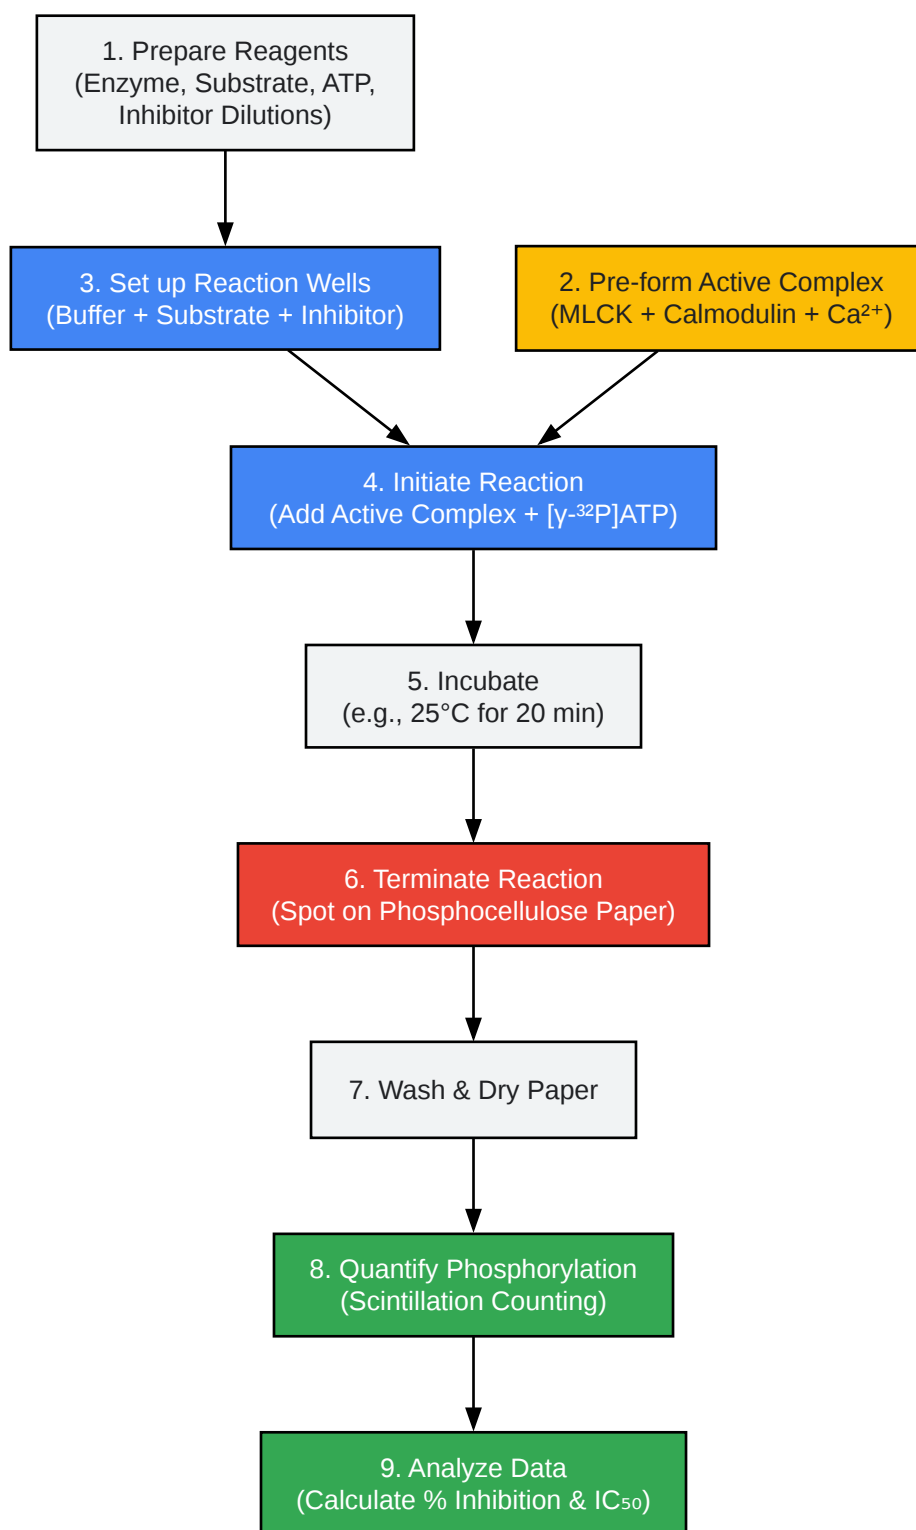 1. Prepare Reagents
(Enzyme, Substrate, ATP,
Inhibitor Dilutions)
3. Set up Reaction Wells
(Buffer + Substrate + Inhibitor)
2. Pre-form Active Complex
(MLCK + Calmodulin + Ca²⁺)
4. Initiate Reaction
(Add Active Complex + [γ-³²P]ATP)
5. Incubate
(e.g., 25°C for 20 min)
6. Terminate Reaction
(Spot on Phosphocellulose Paper)
7. Wash & Dry Paper
8. Quantify Phosphorylation
(Scintillation Counting)
9. Analyze Data
(Calculate % Inhibition & IC₅₀)